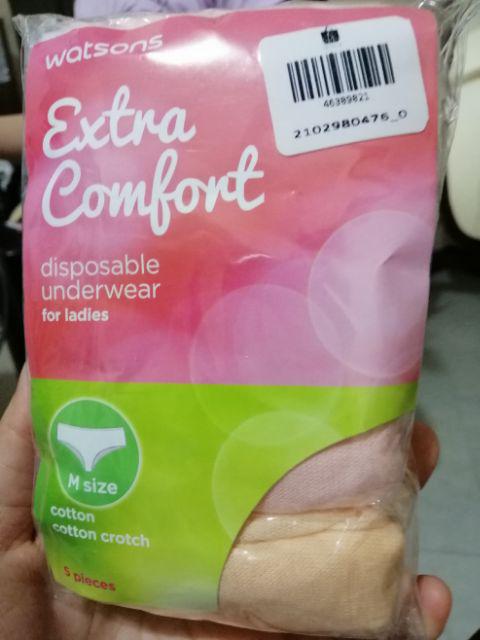 watsons
46389821
2102980476_0
Extra
Comfort
disposable
underwear
for ladies
M size
cotton
cotton crotch
5 pieces